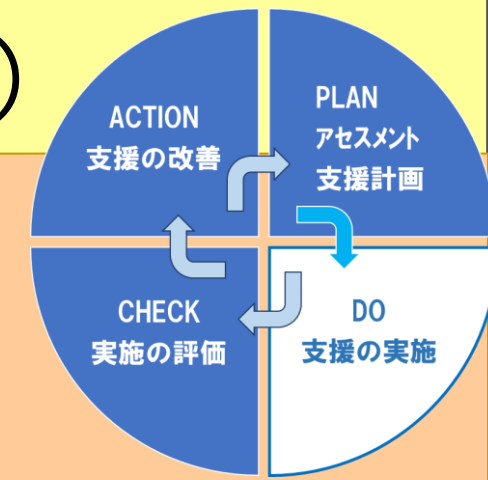 ACTION
支援の改善
PLAN
アセスメント
支援計画
CHECK
実施の評価
DO
支援の実施